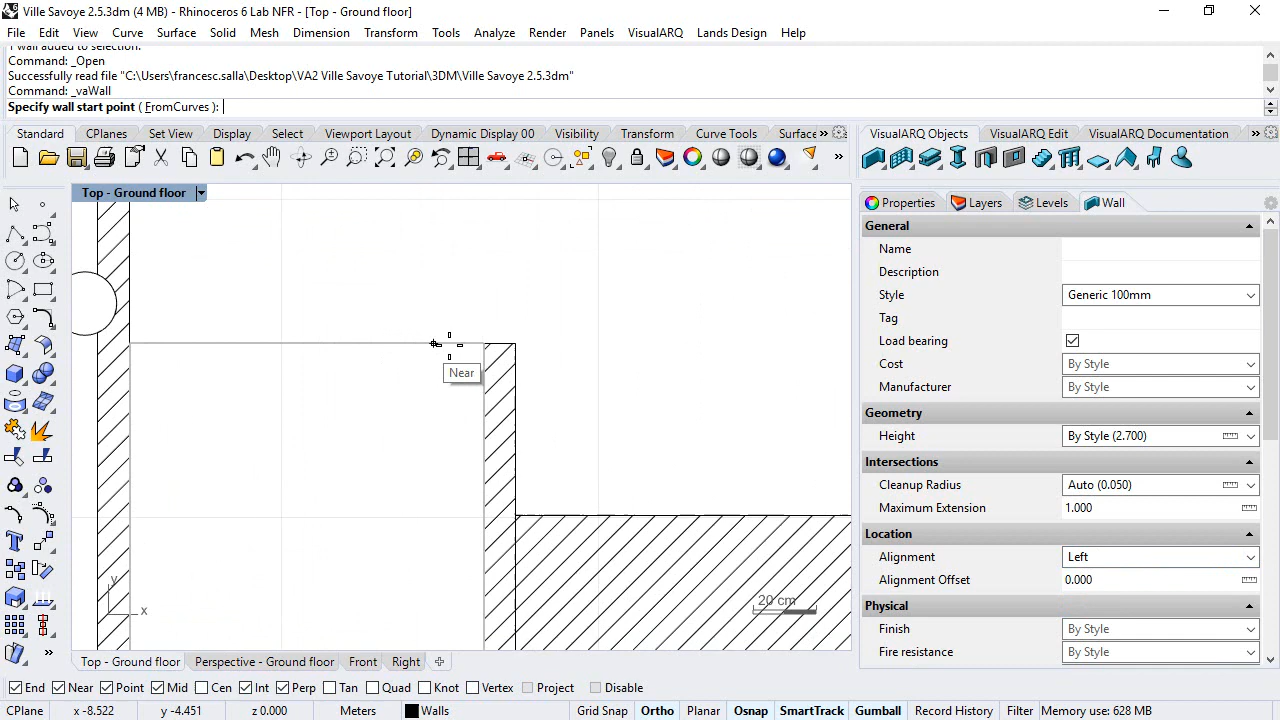 Ville Savoye 2.5.3dm (4 MB) - Rhinoceros 6 Lab NFR - [Top - Ground floor]
File Edit View Curve Surface Solid Mesh Dimension Transform Tools Analyze Render Panels VisualARQ Lands Design Help
1 wall added to selection.
Command: _Open
Successfully read file "C:\Users\francesc.salla\Desktop\VA2 Ville Savoye Tutorial\3DM\Ville Savoye 2.5.3dm"
Command: _vaWall
Specify wall start point ( FromCurves ):
Standard CPlanes Set View Display Select Viewport Layout Dynamic Display 00 Visibility Transform Curve Tools Surface »
VisualARQ Objects VisualARQ Edit VisualARQ Documentation »
Top - Ground floor
Properties Layers Levels Wall
General
Name
Description
Style Generic 100mm
Tag
Load bearing
Cost By Style
Manufacturer By Style
Geometry
Height By Style (2.700)
Intersections
Cleanup Radius Auto (0.050)
Maximum Extension 1.000
Location
Alignment Left
Alignment Offset 0.000
Physical
Finish By Style
Fire resistance By Style
Near
y
x
20 cm
Top - Ground floor Perspective - Ground floor Front Right
End Near Point Mid Cen Int Perp Tan Quad Knot Vertex Project Disable
CPlane x -8.522 y -4.451 z 0.000 Meters Walls Grid Snap Ortho Planar Osnap SmartTrack Gumball Record History Filter Memory use: 628 MB